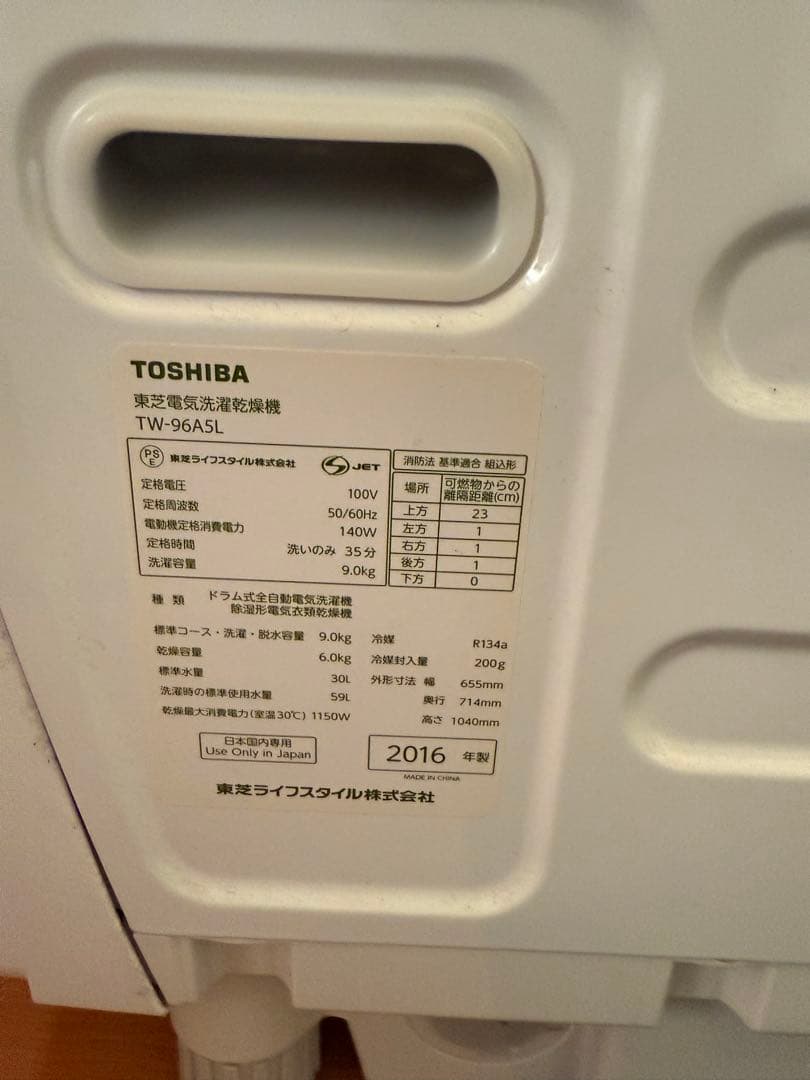 TOSHIBA
東芝電気洗濯乾燥機
TW-96A5L
PS E 東芝ライフスタイル株式会社 JET
定格電圧 100V
定格周波数 50/60Hz
電動機定格消費電力 140W
定格時間 洗いのみ 35分
洗濯容量 9.0kg
消防法 基準適合 組込形
場所 可燃物からの離隔距離(cm)
上方 23
左方 1
右方 1
後方 1
下方 0
種 類 ドラム式全自動電気洗濯機
除湿形電気衣類乾燥機
標準コース・洗濯・脱水容量 9.0kg
乾燥容量 6.0kg
標準水量 30L
洗濯時の標準使用水量 59L
乾燥最大消費電力(室温30℃) 1150W
冷媒 R134a
冷媒封入量 200g
外形寸法 幅 655mm
奥行 714mm
高さ 1040mm
日本国内専用
Use Only in Japan
2016 年製
MADE IN CHINA
東芝ライフスタイル株式会社